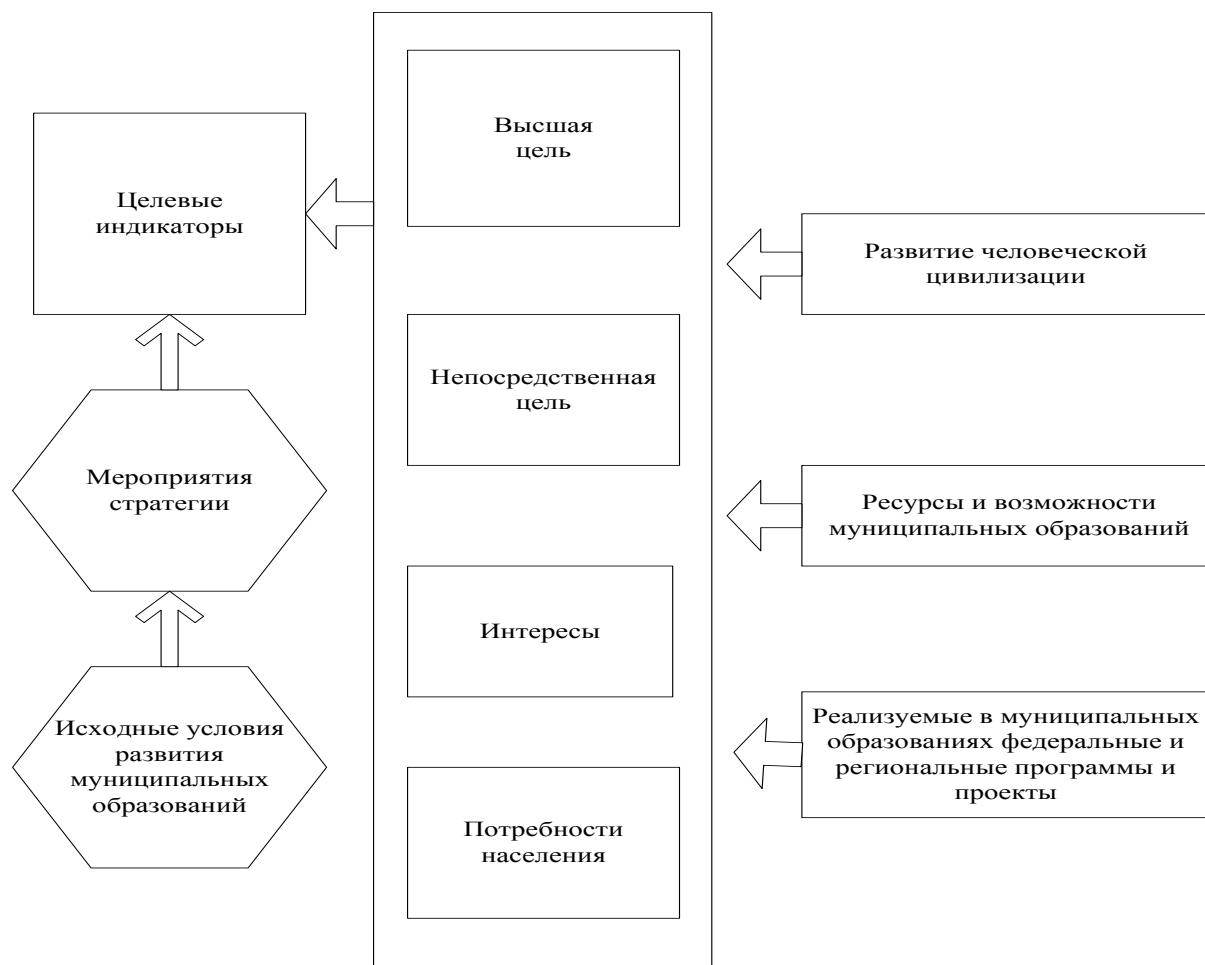 Высшая
цель
Целевые
индикаторы
Развитие человеческой
цивилизации
Непосредственная
цель
Мероприятия
стратегии
Ресурсы и возможности
муниципальных образований
Интересы
Исходные условия
развития
муниципальных
образований
Реализуемые в муниципальных
образованиях федеральные и
региональные программы и
проекты
Потребности
населения